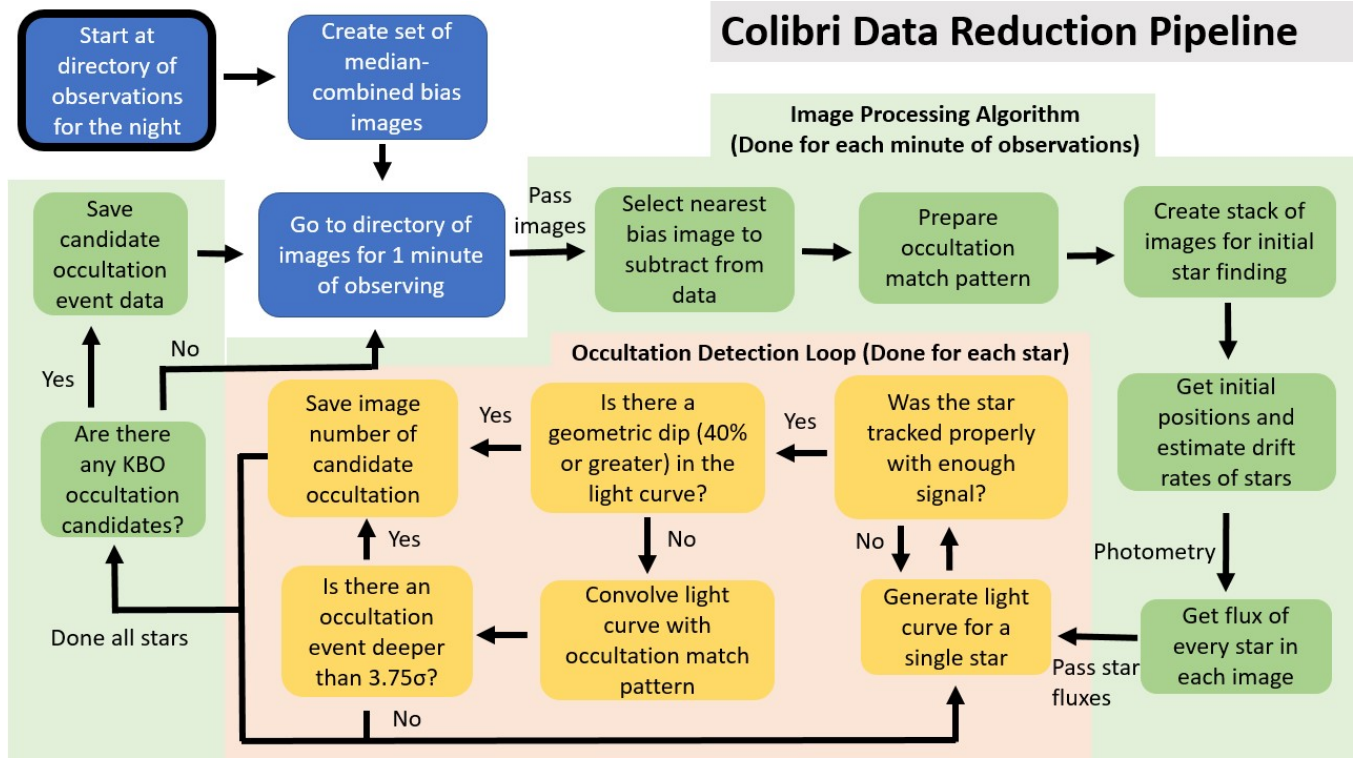 Colibri Data Reduction Pipeline
Start at
directory of
observations
for the night
Create set of
median-
combined bias
images
Image Processing Algorithm
(Done for each minute of observations)
Save
candidate
occultation
event data
Go to directory of
images for 1 minute
of observing
Pass
images
Select nearest
bias image to
subtract from
data
Prepare
occultation
match pattern
Create stack of
images for initial
star finding
No
Yes
Occultation Detection Loop (Done for each star)
Are there
any KBO
occultation
candidates?
Save image
number of
candidate
occultation
Yes
Is there a
geometric dip (40%
or greater) in the
light curve?
Yes
Was the star
tracked properly
with enough
signal?
Get initial
positions and
estimate drift
rates of stars
Yes
No
No
Photometry
Done all stars
Is there an
occultation
event deeper
than 3.75σ?
Convolve light
curve with
occultation match
pattern
Generate light
curve for a
single star
Pass star
fluxes
Get flux of
every star in
each image
No